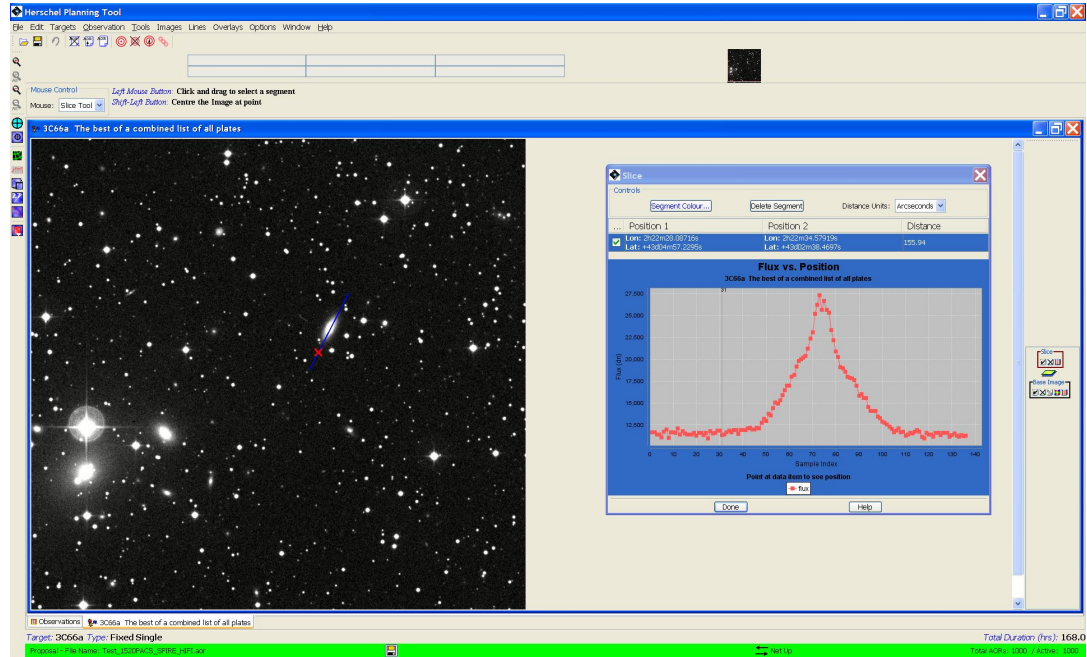 Herschel Planning Tool
File Edit Targets Observation Tools Images Lines Overlays Options Window Help
Mouse Control
Left Mouse Button: Click and drag to select a segment
Mouse: Slice Tool
Shift-Left Button: Centre the Image at point
3C66a The best of a combined list of all plates
Slice
Controls
Segment Colour...
Delete Segment
Distance Units: Arcseconds
... Position 1 Position 2 Distance
Lon: 2h22m28.08716s Lon: 2h22m34.57919s 155.94
Lat: +43d04m57.2295s Lat: +43d02m38.4697s
Flux vs. Position
3C66a The best of a combined list of all plates
31
27,500
25,000
22,500
20,000
17,500
15,000
12,500
Flux (dn)
0 10 20 30 40 50 60 70 80 90 100 110 120 130 140
Sample Index
Point at data item to see position
flux
Done Help
Slice
Base Image
Observations 3C66a The best of a combined list of all plates
Target: 3C66a Type: Fixed Single
Total Duration (hrs): 168.0
Proposal - File Name: Test_1520PACS_SPIRE_HIFI.aor
Net Up
Total AORs: 1000 / Active: 1000